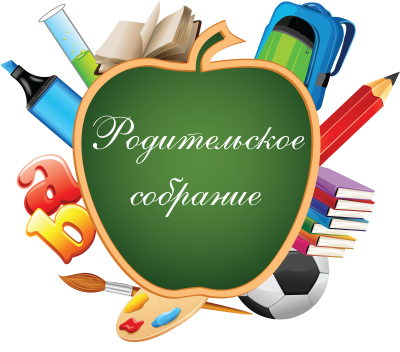 Родительское
собрание
а
б